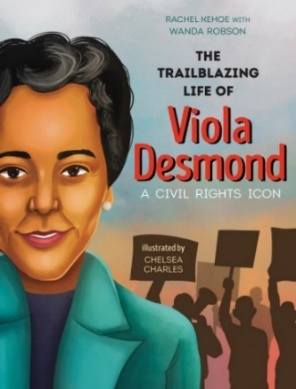 RACHEL KEHOE WITH
WANDA ROBSON
THE
TRAILBLAZING
LIFE OF
Viola
Desmond
A CIVIL RIGHTS ICON
illustrated by
CHELSEA
CHARLES